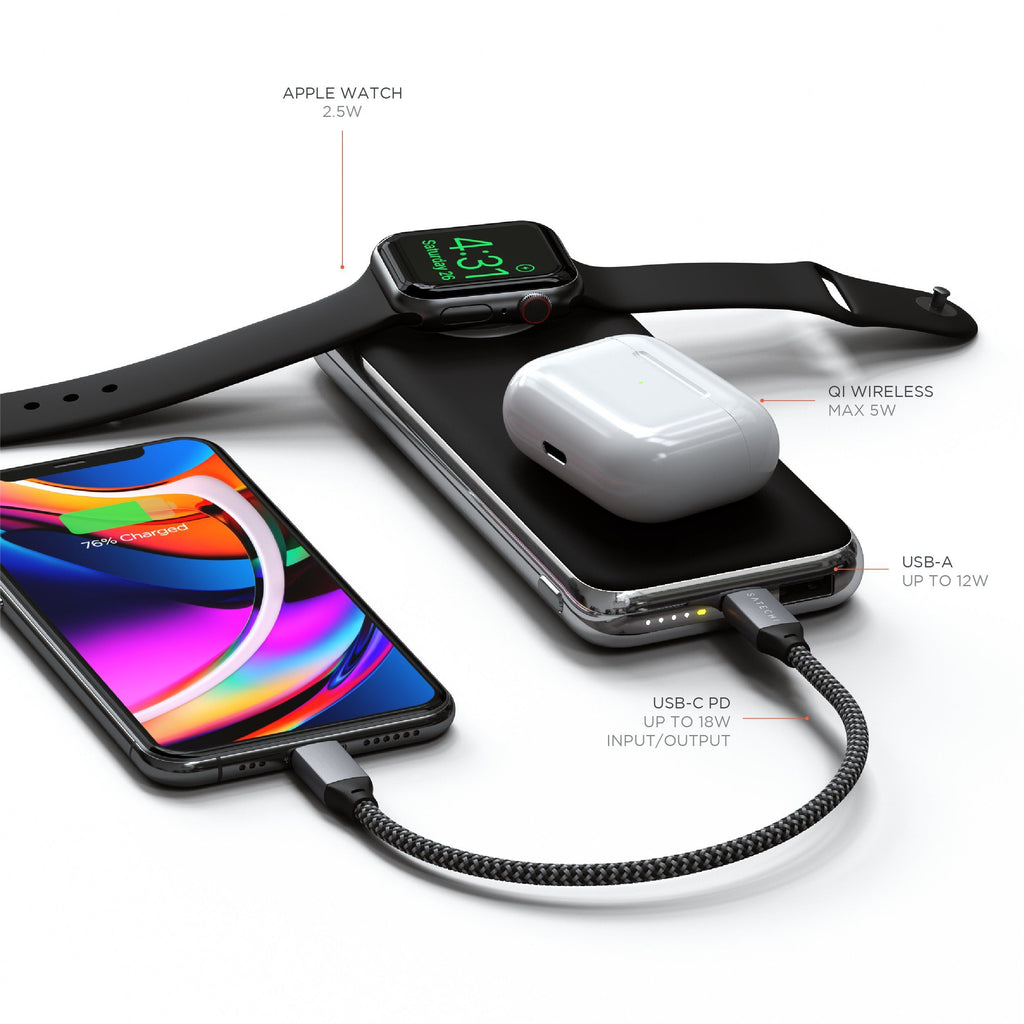 APPLE WATCH
2.5W
4:31
Saturday 26
QI WIRELESS
MAX 5W
76% Charged
USB-A
UP TO 12W
SATECHI
USB-C PD
UP TO 18W
INPUT/OUTPUT